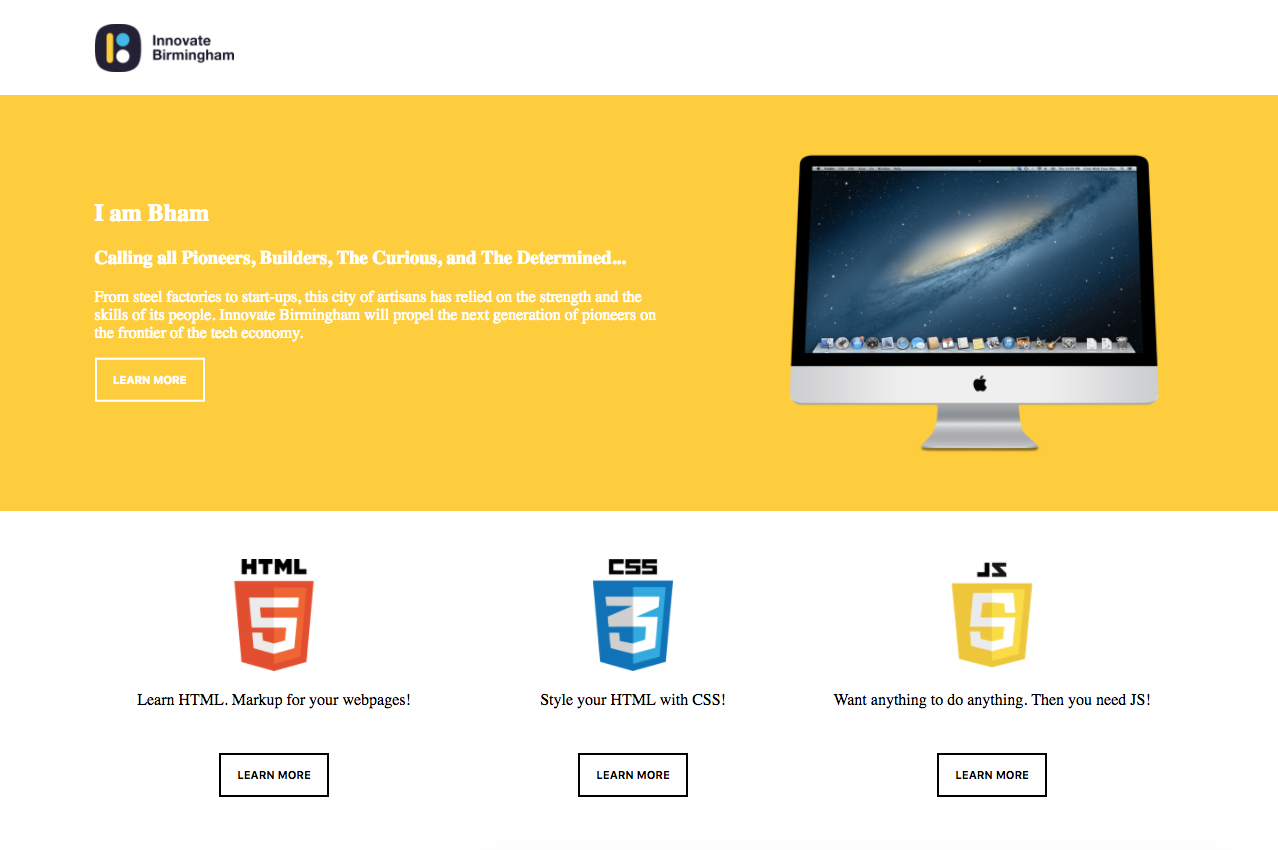 Innovate
Birmingham
I am Bham
Calling all Pioneers, Builders, The Curious, and The Determined...
From steel factories to start-ups, this city of artisans has relied on the strength and the
skills of its people. Innovate Birmingham will propel the next generation of pioneers on
the frontier of the tech economy.
LEARN MORE
HTML
5
CSS
3
JS
5
Learn HTML. Markup for your webpages!
Style your HTML with CSS!
Want anything to do anything. Then you need JS!
LEARN MORE
LEARN MORE
LEARN MORE